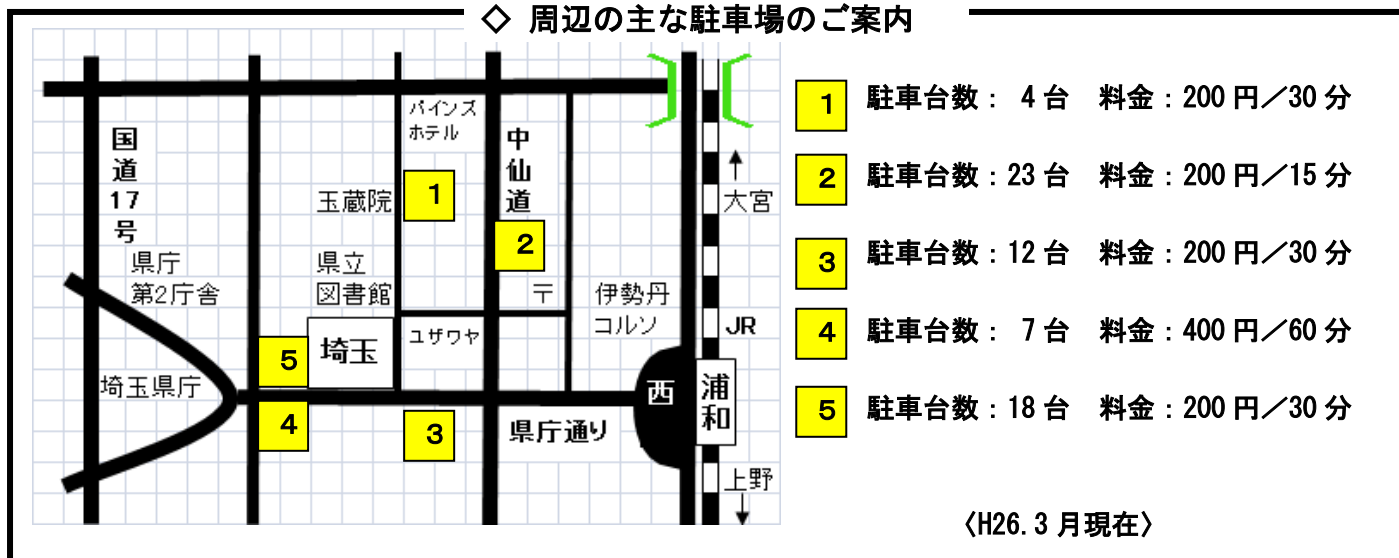 ◇ 周辺の主な駐車場のご案内
国道17号
県庁
第2庁舎
埼玉県庁
パインズ
ホテル
玉蔵院
県立
図書館
埼玉
ユザワヤ
中仙道
〒
伊勢丹
コルソ
県庁通り
西
浦和
JR
大宮
上野
1
2
3
4
5
1 駐車台数： 4台 料金：200円／30分
2 駐車台数：23台 料金：200円／15分
3 駐車台数：12台 料金：200円／30分
4 駐車台数： 7台 料金：400円／60分
5 駐車台数：18台 料金：200円／30分
〈H26.3月現在〉